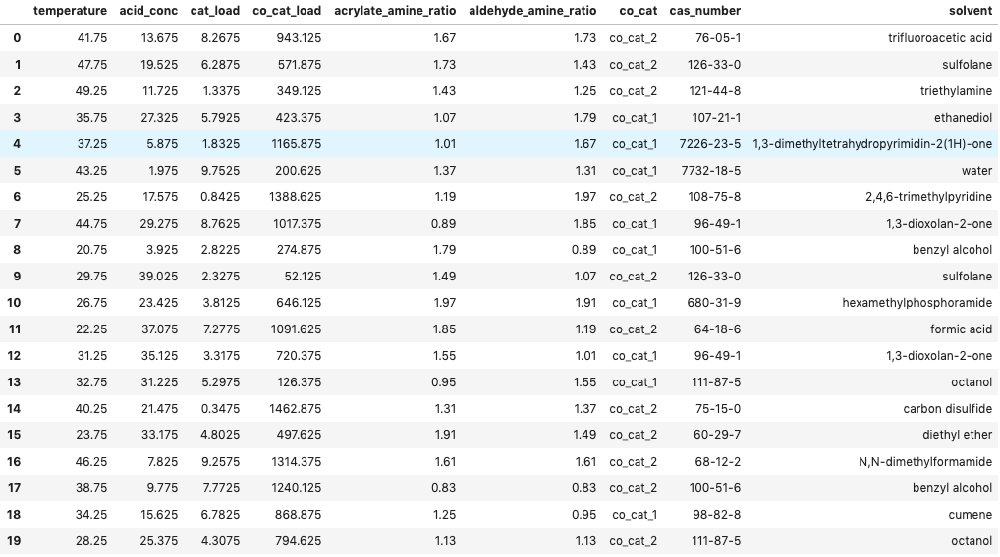 temperature acid_conc cat_load co_cat_load acrylate_amine_ratio aldehyde_amine_ratio co_cat cas_number solvent
0 41.75 13.675 8.2675 943.125 1.67 1.73 co_cat_2 76-05-1 trifluoroacetic acid
1 47.75 19.525 6.2875 571.875 1.73 1.43 co_cat_2 126-33-0 sulfolane
2 49.25 11.725 1.3375 349.125 1.43 1.25 co_cat_2 121-44-8 triethylamine
3 35.75 27.325 5.7925 423.375 1.07 1.79 co_cat_1 107-21-1 ethanediol
4 37.25 5.875 1.8325 1165.875 1.01 1.67 co_cat_1 7226-23-5 1,3-dimethyltetrahydropyrimidin-2(1H)-one
5 43.25 1.975 9.7525 200.625 1.37 1.31 co_cat_1 7732-18-5 water
6 25.25 17.575 0.8425 1388.625 1.19 1.97 co_cat_2 108-75-8 2,4,6-trimethylpyridine
7 44.75 29.275 8.7625 1017.375 0.89 1.85 co_cat_1 96-49-1 1,3-dioxolan-2-one
8 20.75 3.925 2.8225 274.875 1.79 0.89 co_cat_1 100-51-6 benzyl alcohol
9 29.75 39.025 2.3275 52.125 1.49 1.07 co_cat_2 126-33-0 sulfolane
10 26.75 23.425 3.8125 646.125 1.97 1.91 co_cat_1 680-31-9 hexamethylphosphoramide
11 22.25 37.075 7.2775 1091.625 1.85 1.19 co_cat_2 64-18-6 formic acid
12 31.25 35.125 3.3175 720.375 1.55 1.01 co_cat_1 96-49-1 1,3-dioxolan-2-one
13 32.75 31.225 5.2975 126.375 0.95 1.55 co_cat_1 111-87-5 octanol
14 40.25 21.475 0.3475 1462.875 1.31 1.37 co_cat_2 75-15-0 carbon disulfide
15 23.75 33.175 4.8025 497.625 1.91 1.49 co_cat_2 60-29-7 diethyl ether
16 46.25 7.825 9.2575 1314.375 1.61 1.61 co_cat_2 68-12-2 N,N-dimethylformamide
17 38.75 9.775 7.7725 1240.125 0.83 0.83 co_cat_2 100-51-6 benzyl alcohol
18 34.25 15.625 6.7825 868.875 1.25 0.95 co_cat_1 98-82-8 cumene
19 28.25 25.375 4.3075 794.625 1.13 1.13 co_cat_2 111-87-5 octanol